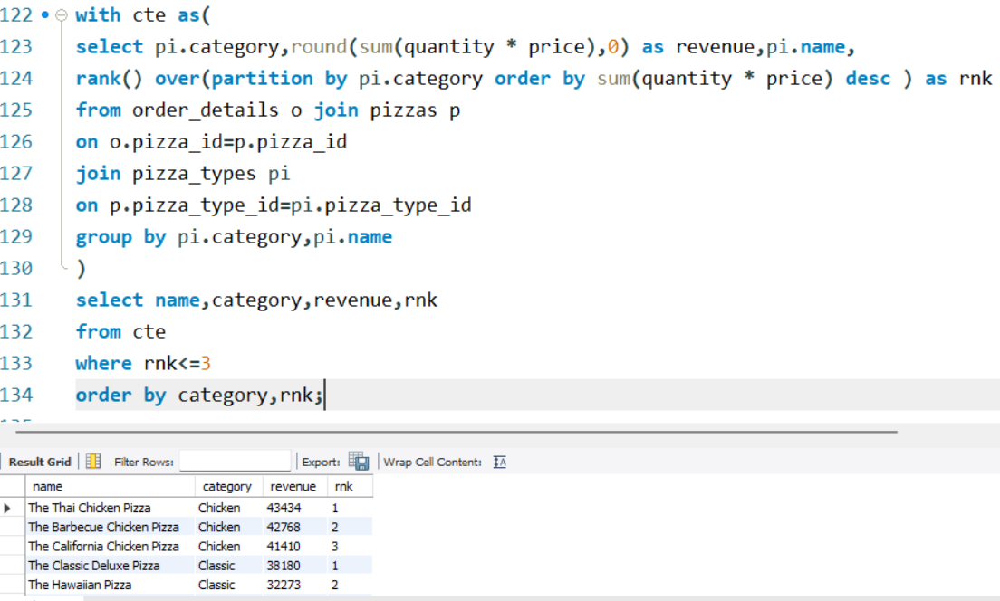 122 with cte as(
123 select pi.category,round(sum(quantity * price),0) as revenue,pi.name,
124 rank() over(partition by pi.category order by sum(quantity * price) desc ) as rnk
125 from order_details o join pizzas p
126 on o.pizza_id=p.pizza_id
127 join pizza_types pi
128 on p.pizza_type_id=pi.pizza_type_id
129 group by pi.category,pi.name
130 )
131 select name,category,revenue,rnk
132 from cte
133 where rnk<=3
134 order by category,rnk;
Result Grid Filter Rows: Export: Wrap Cell Content: IA
name category revenue rnk
The Thai Chicken Pizza Chicken 43434 1
The Barbecue Chicken Pizza Chicken 42768 2
The California Chicken Pizza Chicken 41410 3
The Classic Deluxe Pizza Classic 38180 1
The Hawaiian Pizza Classic 32273 2